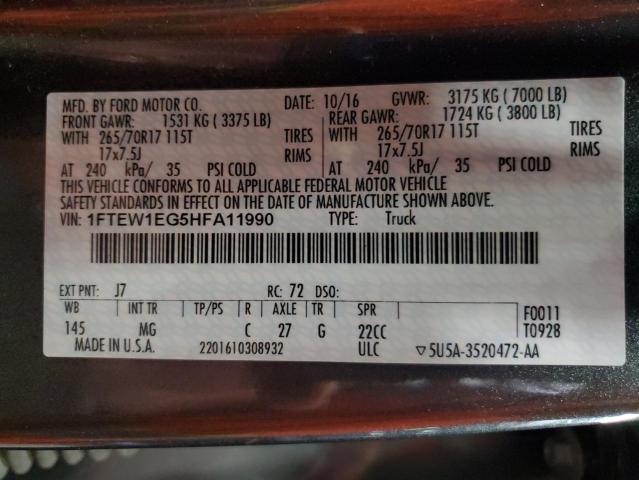 MFD. BY FORD MOTOR CO. DATE: 10/16 GVWR: 3175 KG ( 7000 LB)
FRONT GAWR: 1531 KG ( 3375 LB) REAR GAWR: 1724 KG ( 3800 LB)
WITH 265/70R17 115T TIRES WITH 265/70R17 115T TIRES
17x7.5J RIMS 17x7.5J RIMS
AT 240 kPa/ 35 PSI COLD AT 240 kPa/ 35 PSI COLD
THIS VEHICLE CONFORMS TO ALL APPLICABLE FEDERAL MOTOR VEHICLE
SAFETY STANDARDS IN EFFECT ON THE DATE OF MANUFACTURE SHOWN ABOVE.
VIN: 1FTEW1EG5HFA11990 TYPE: Truck
EXT PNT: J7 RC: 72 DSO:
WB INT TR TP/PS R AXLE TR SPR F0011
145 MG C 27 G 22CC T0928
MADE IN U.S.A. 2201610308932 ULC ▽5U5A-3520472-AA